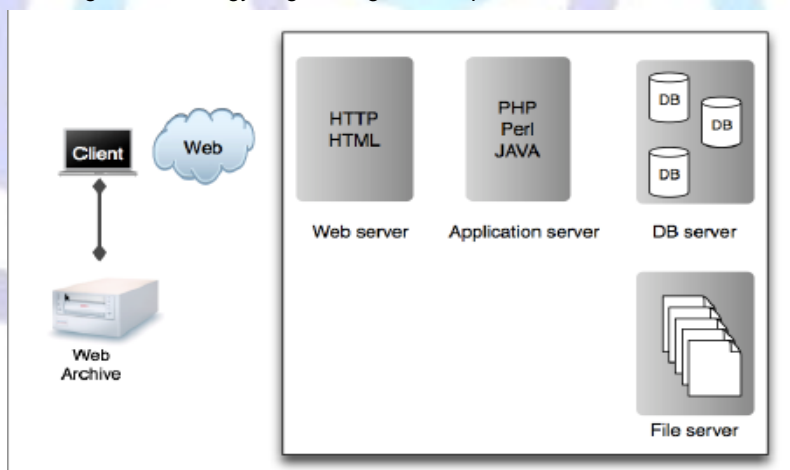 Client
Web
Web
Archive
HTTP
HTML
Web server
PHP
Perl
JAVA
Application server
DB
DB
DB
DB server
File server